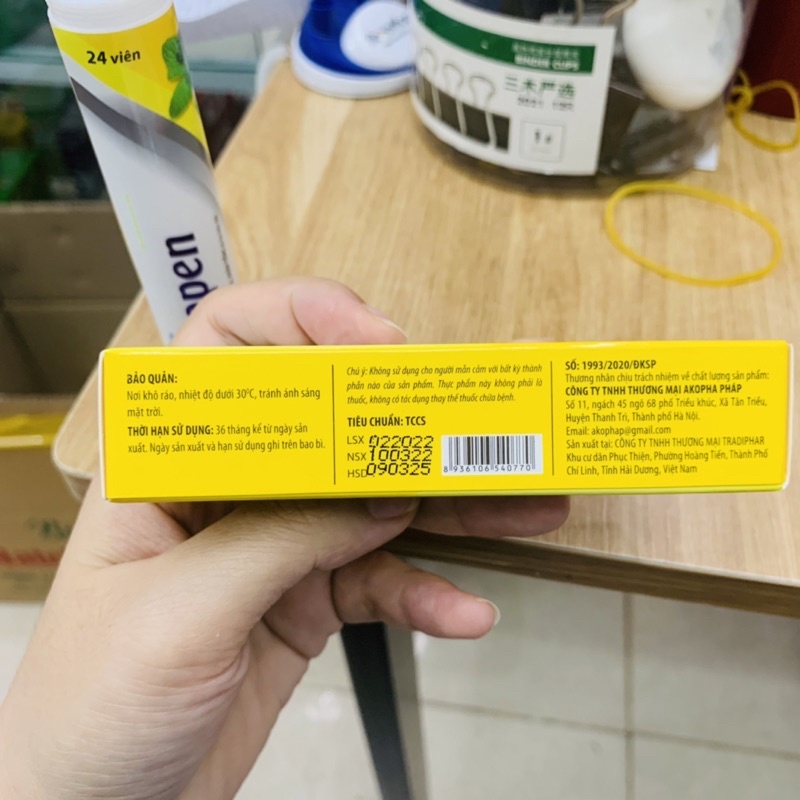 24 viên
pen
BINDER CLIPS
三木严选
BẢO QUẢN:
Nơi khô ráo, nhiệt độ dưới 30⁰C, tránh ánh sáng
mặt trời.
THỜI HẠN SỬ DỤNG: 36 tháng kể từ ngày sản
xuất. Ngày sản xuất và hạn sử dụng ghi trên bao bì.
Chú ý: Không sử dụng cho người mẫn cảm với bất kỳ thành
phần nào của sản phẩm. Thực phẩm này không phải là
thuốc, không có tác dụng thay thế thuốc chữa bệnh.
TIÊU CHUẨN: TCCS
LSX 022022
NSX 100322
HSD 090325
8 936106 540770
SỐ: 1993/2020/ĐKSP
Thương nhân chịu trách nhiệm về chất lượng sản phẩm:
CÔNG TY TNHH THƯƠNG MẠI AKOPHA PHÁP
Số 11, ngách 45 ngõ 68 phố Triều khúc, Xã Tân Triều,
Huyện Thanh Trì, Thành phố Hà Nội.
Email: akophap@gmail.com
Sản xuất tại: CÔNG TY TNHH THƯƠNG MẠI TRADIPHAR
Khu cư dân Phục Thiện, Phường Hoàng Tiến, Thành Phố
Chí Linh, Tỉnh Hải Dương, Việt Nam